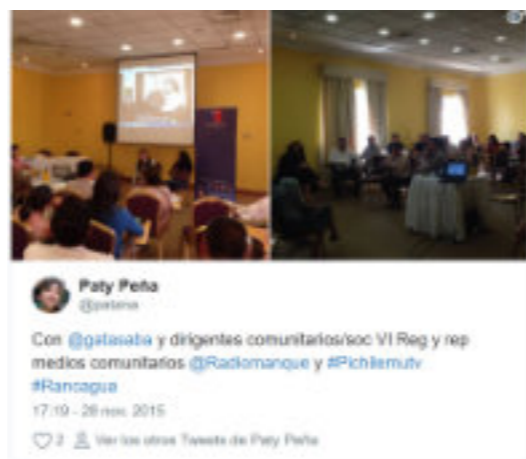 Paty Peña
Con @gatasaba y dirigentes comunitarios/soc VI Reg y rep
medios comunitarios @Radiomanque y #Pichilemutv
#Rancagua
17:19 - 28 nov. 2015
2 Ver los otros Tweets de Paty Peña